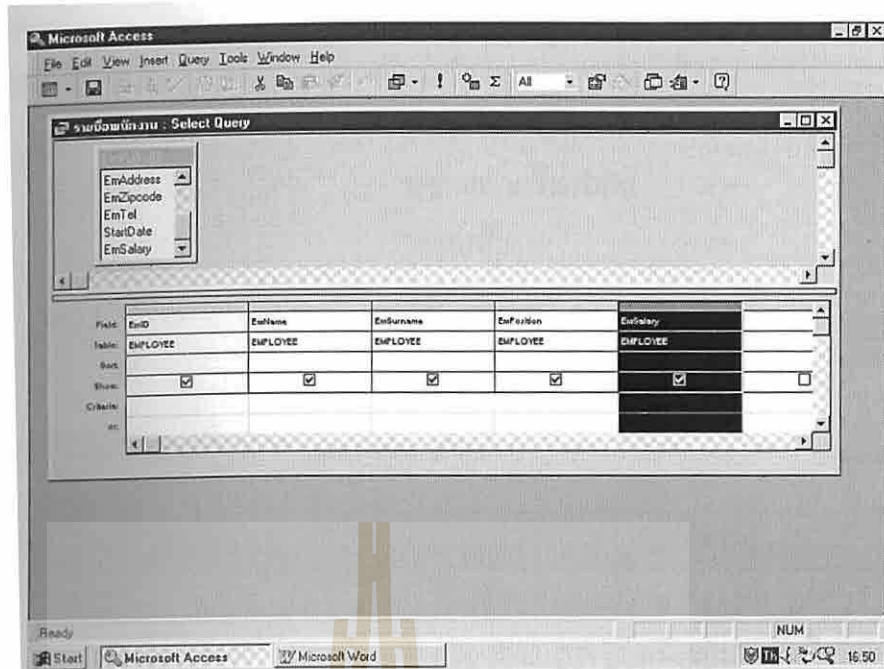 Microsoft Access
File Edit View Insert Query Tools Window Help
All
รายชื่อพนักงาน : Select Query
EmAddress
EmZipcode
EmTel
StartDate
EmSalary
Field: EmID EmName EmSurname EmPosition EmSalary
Table: EMPLOYEE EMPLOYEE EMPLOYEE EMPLOYEE EMPLOYEE
Sort:
Show:
Criteria:
or:
Ready NUM
Start Microsoft Access Microsoft Word Th 16:50